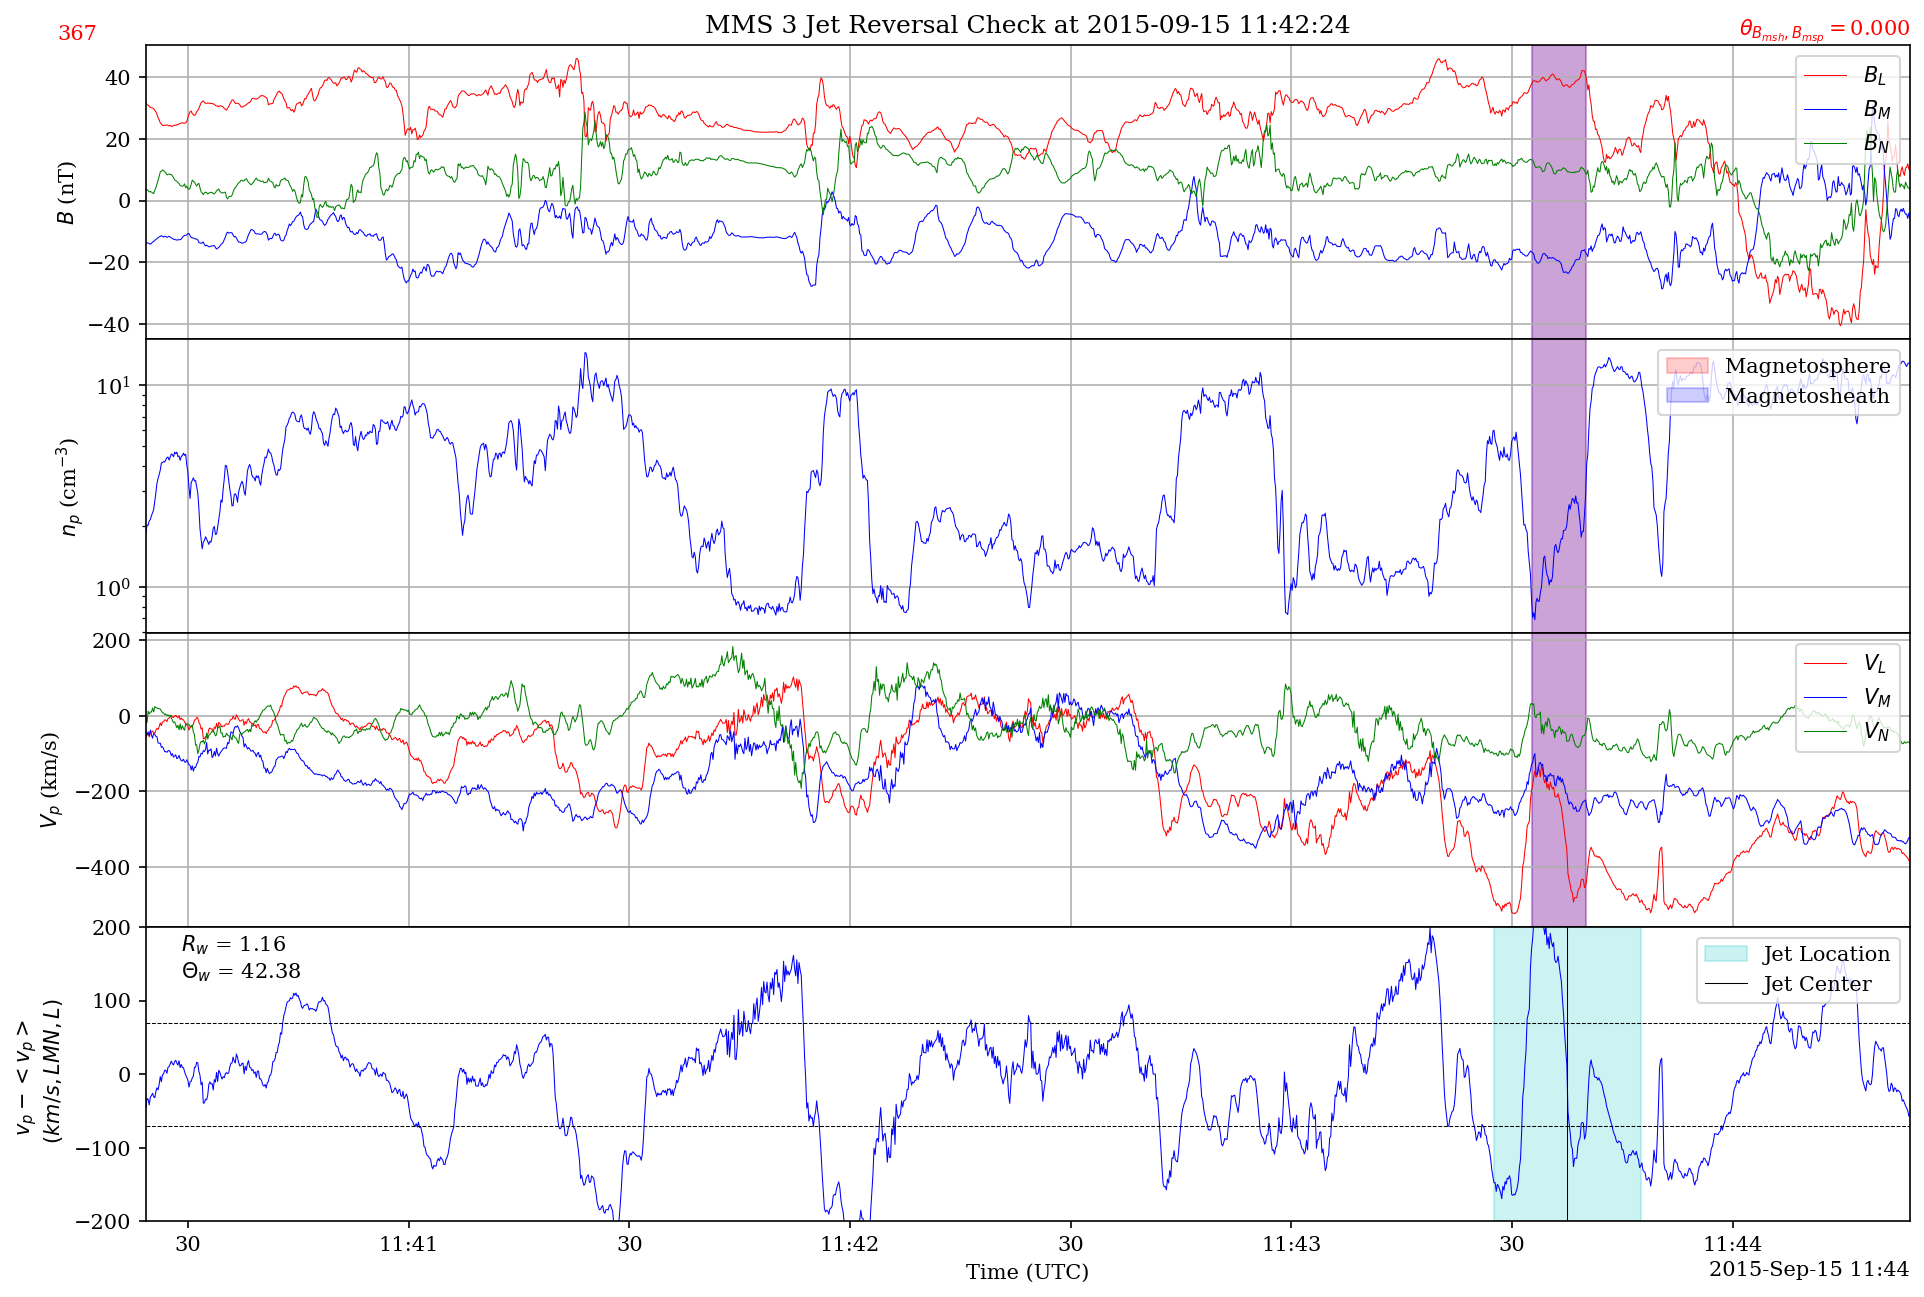 MMS 3 Jet Reversal Check at 2015-09-15 11:42:24
367
θ_{B_{msh}, B_{msp}} = 0.000
40
20
0
−20
−40
B (nT)
B_L
B_M
B_N
10^1
10^0
n_p (cm^{−3})
Magnetosphere
Magnetosheath
200
0
−200
−400
V_p (km/s)
V_L
V_M
V_N
200
100
0
−100
−200
v_p − < v_p >
(km/s, LMN, L)
R_w = 1.16
Θ_w = 42.38
Jet Location
Jet Center
30
11:41
30
11:42
30
11:43
30
11:44
Time (UTC)
2015-Sep-15 11:44